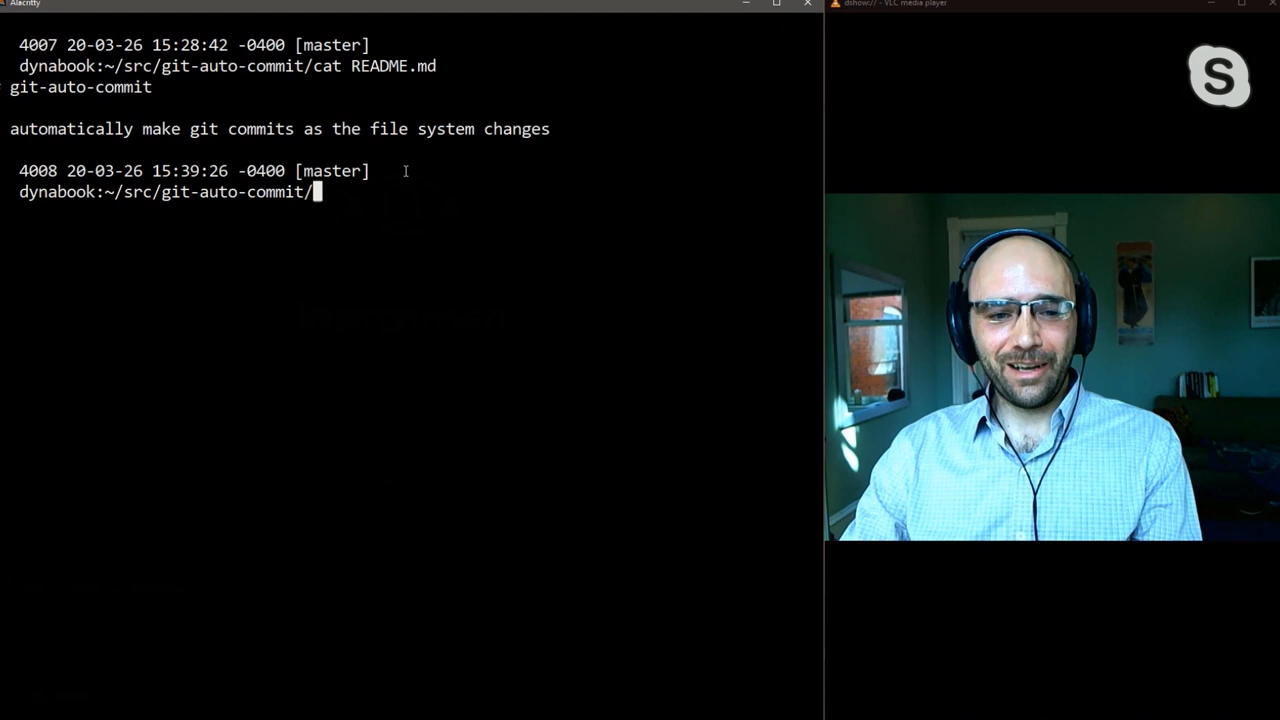 Alacritty
4007 20-03-26 15:28:42 -0400 [master]
dynabook:~/src/git-auto-commit/cat README.md
git-auto-commit
automatically make git commits as the file system changes
4008 20-03-26 15:39:26 -0400 [master]
dynabook:~/src/git-auto-commit/
dshow:// - VLC media player
S